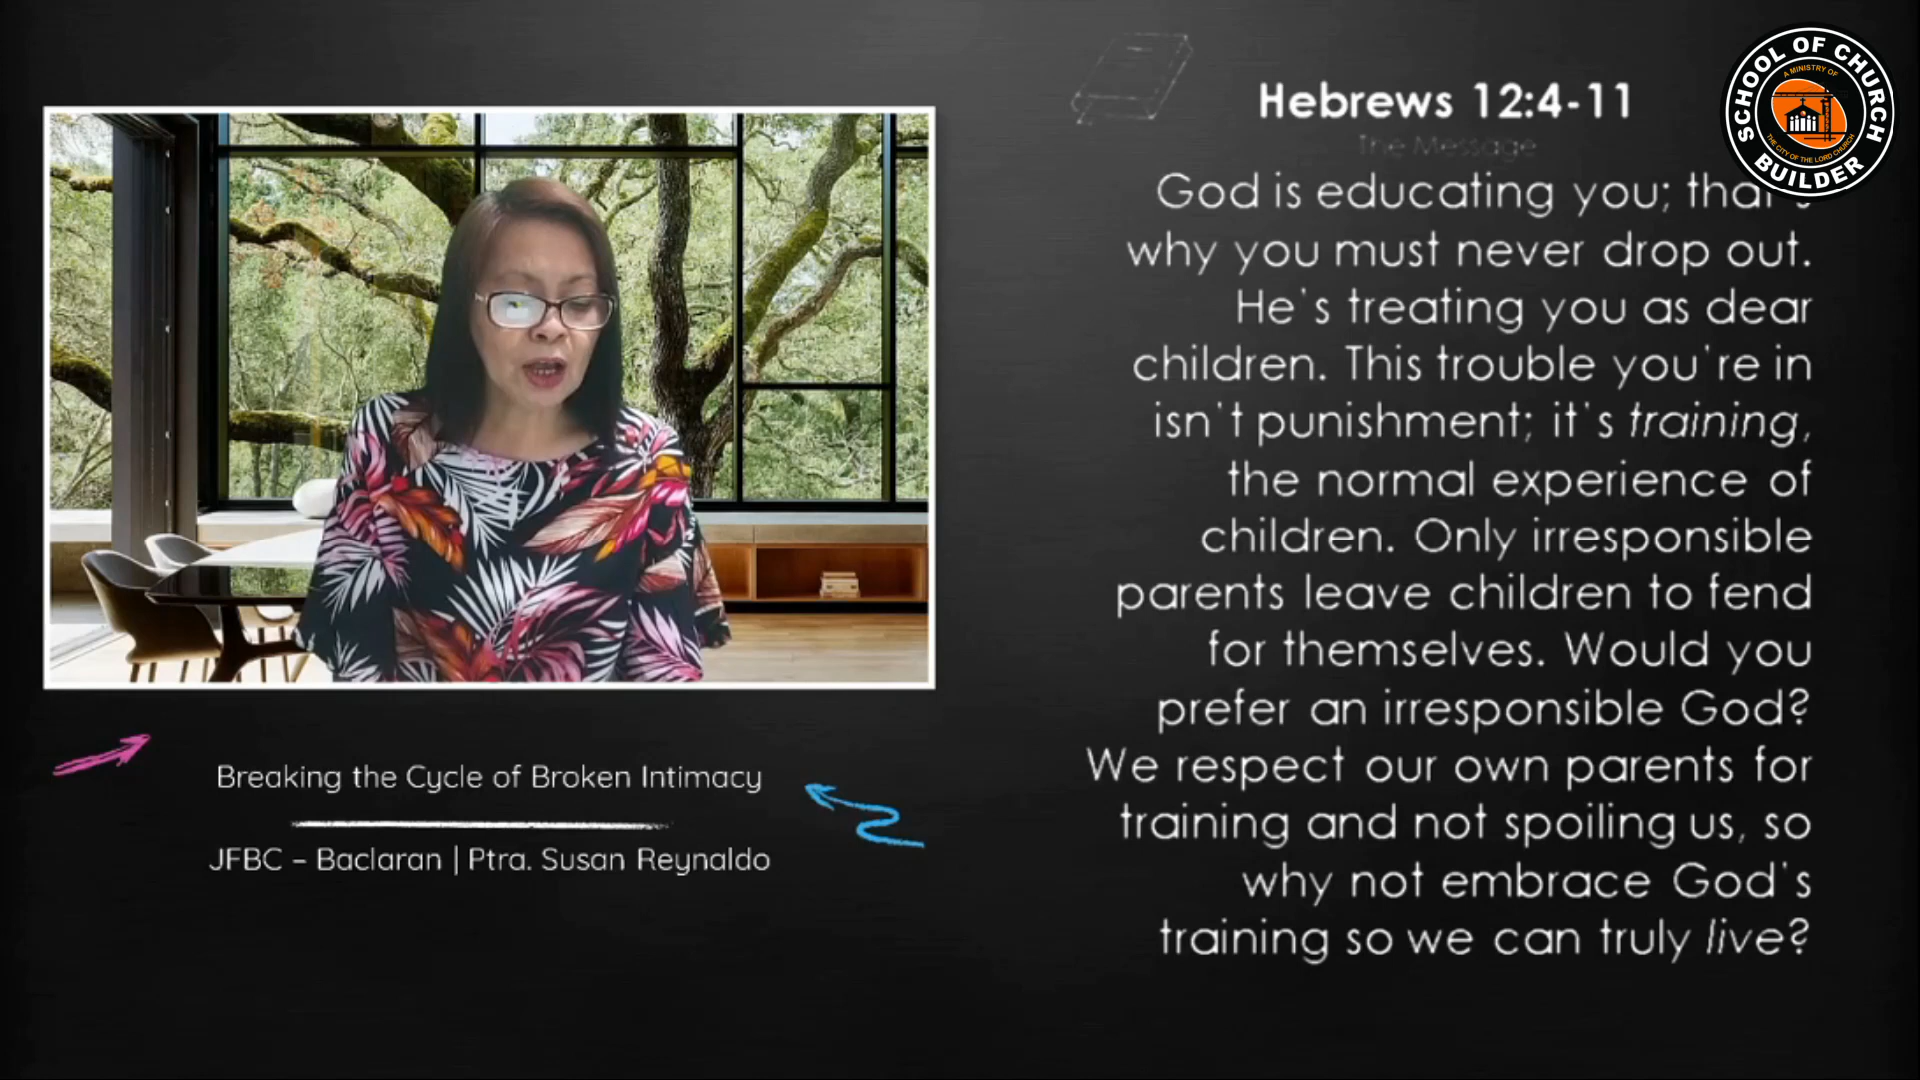 Hebrews 12:4-11
The Message
God is educating you; that's
why you must never drop out.
He's treating you as dear
children. This trouble you're in
isn't punishment; it's training,
the normal experience of
children. Only irresponsible
parents leave children to fend
for themselves. Would you
prefer an irresponsible God?
We respect our own parents for
training and not spoiling us, so
why not embrace God's
training so we can truly live?
Breaking the Cycle of Broken Intimacy
JFBC – Baclaran | Ptra. Susan Reynaldo
SCHOOL OF CHURCH
BUILDER
A MINISTRY OF
THE CITY OF THE LORD CHURCH